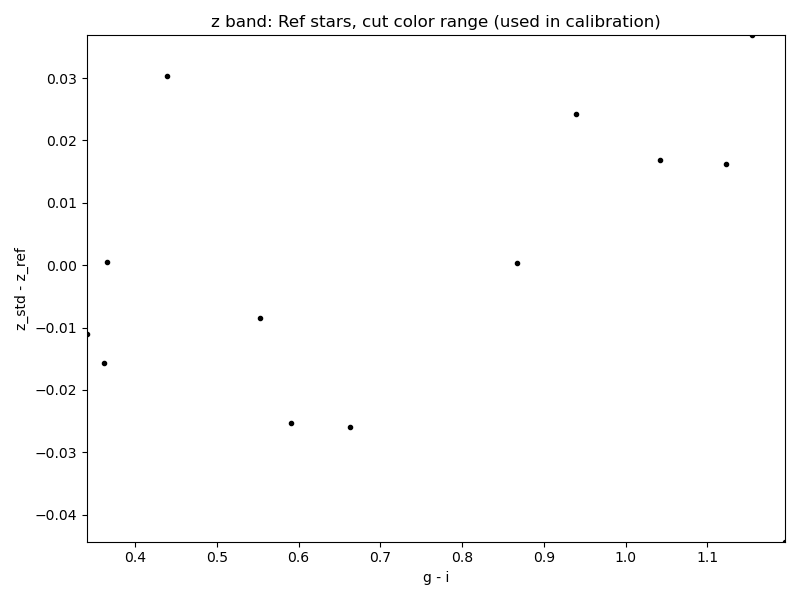 z band: Ref stars, cut color range (used in calibration)
0.03
0.02
0.01
0.00
−0.01
−0.02
−0.03
−0.04
z_std - z_ref
0.4 0.5 0.6 0.7 0.8 0.9 1.0 1.1
g - i